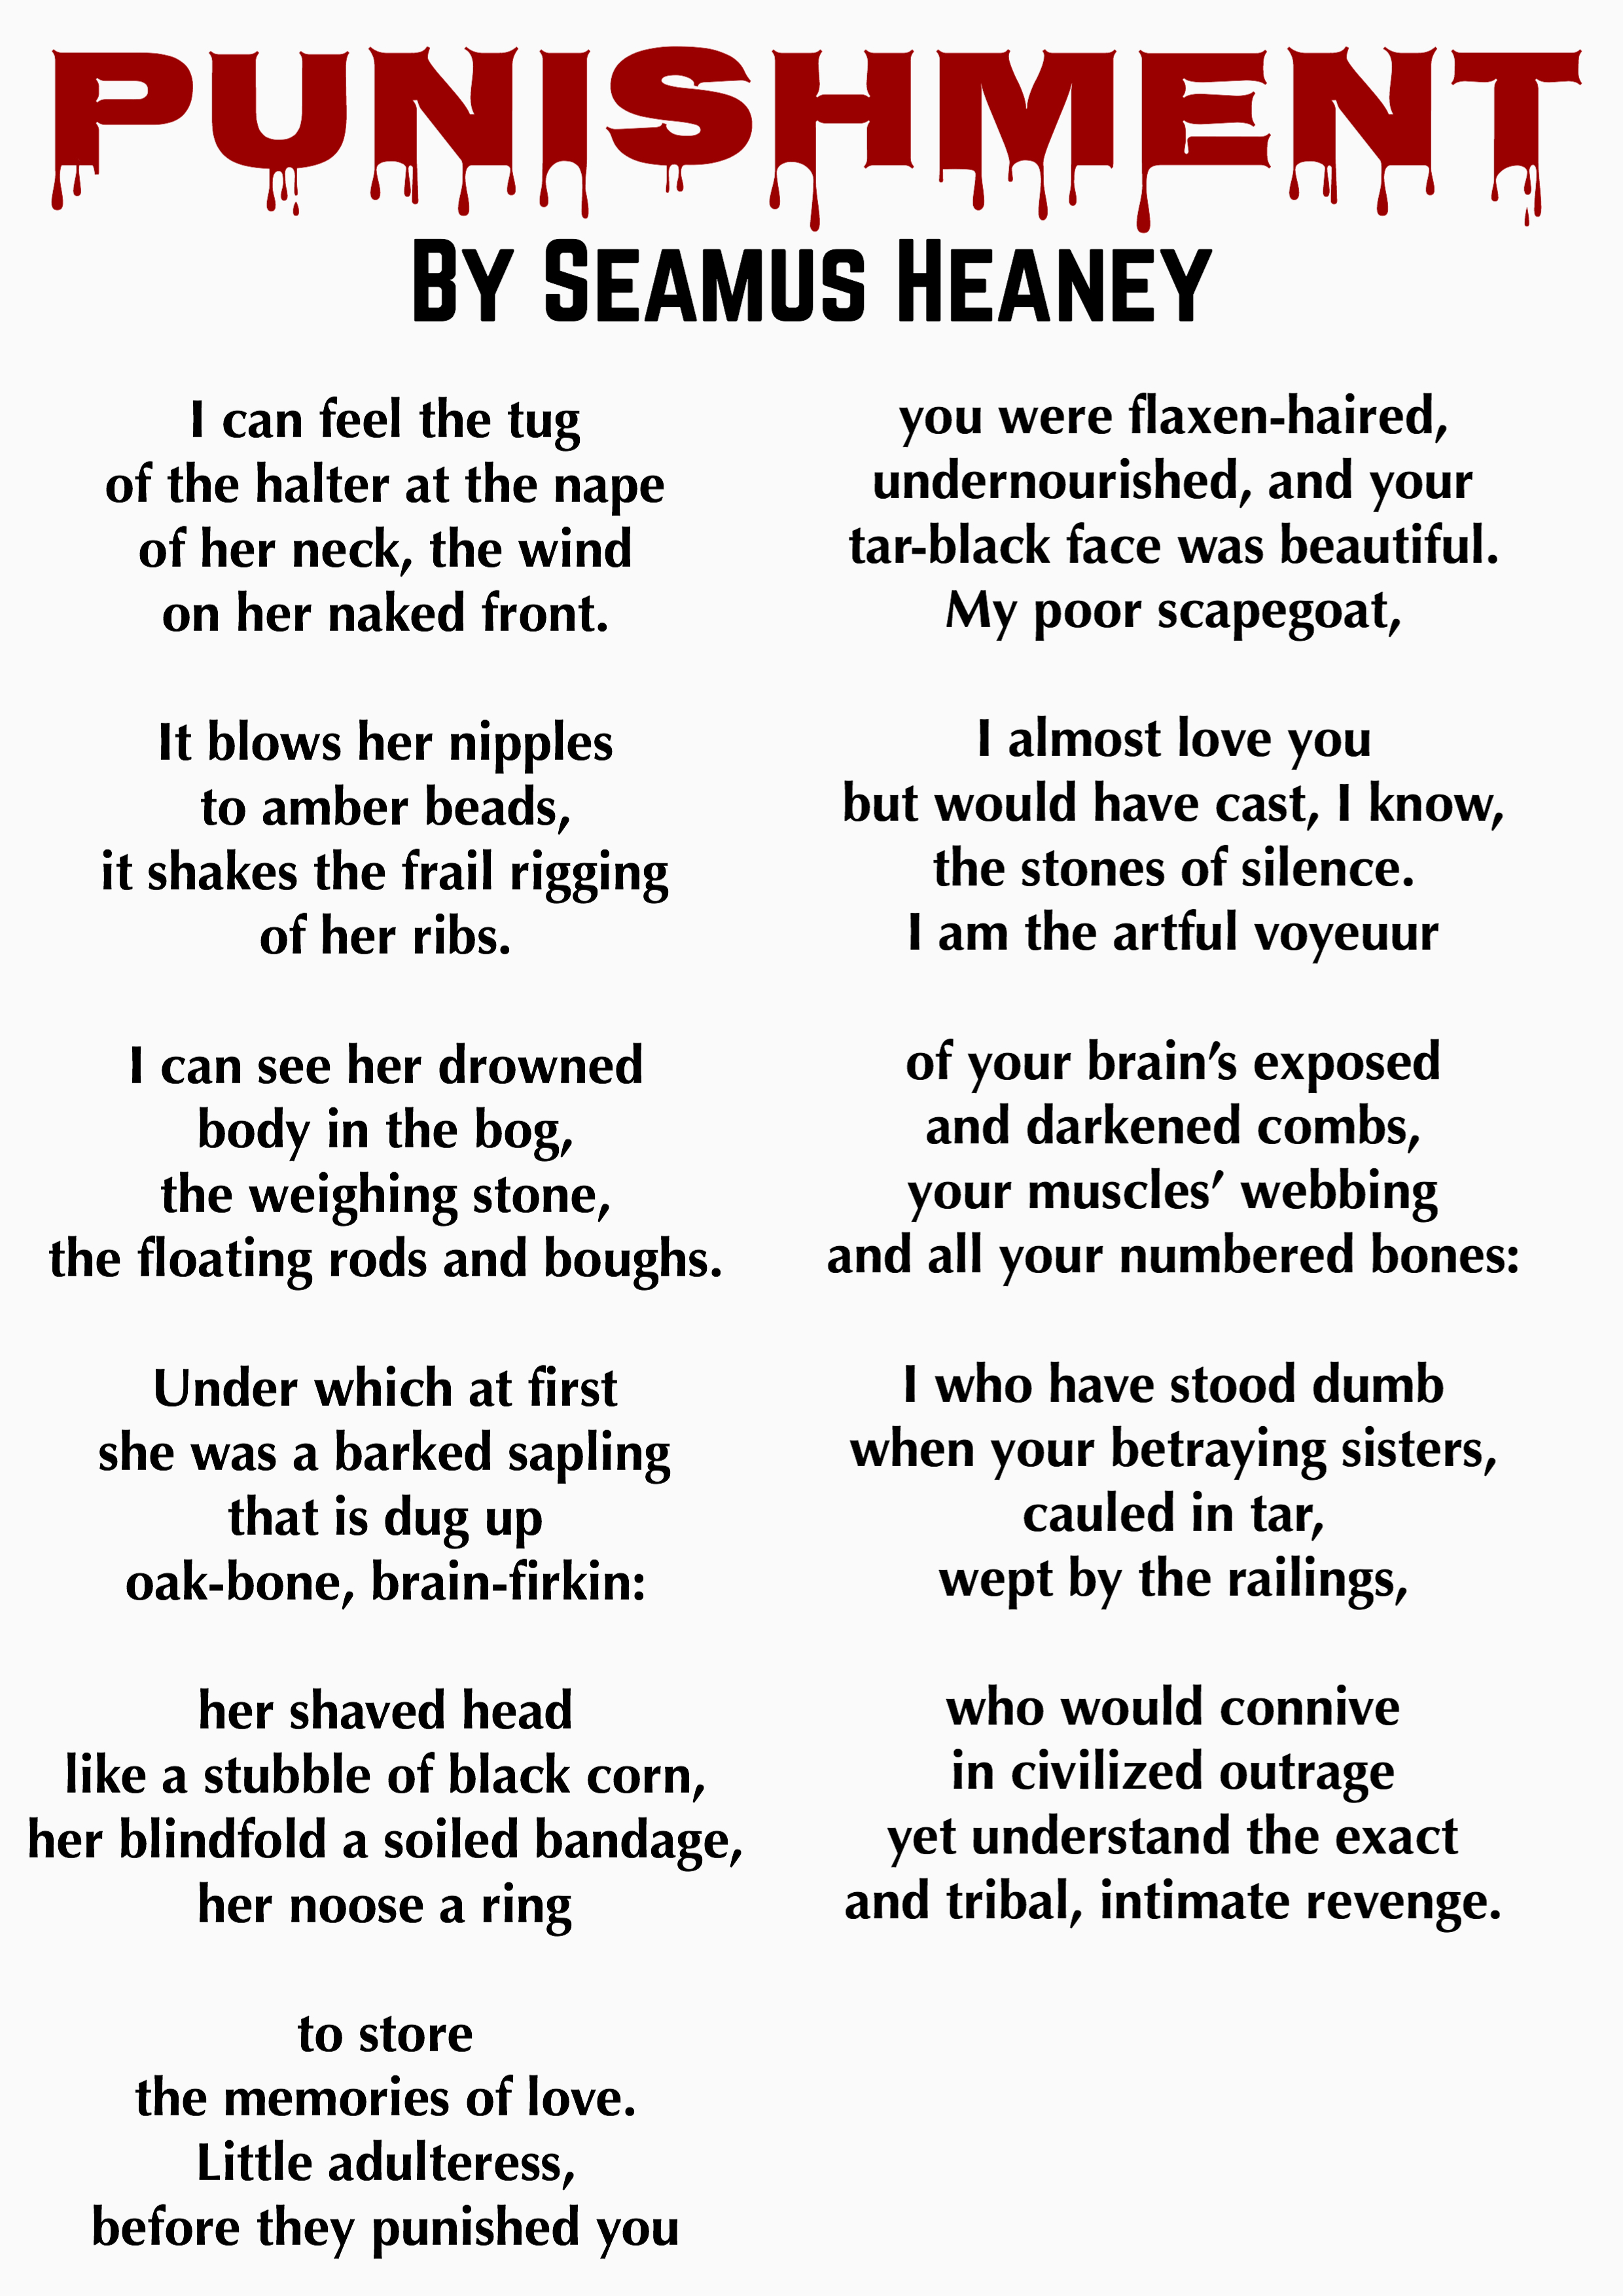 PUNISHMENT
By Seamus Heaney
I can feel the tug
of the halter at the nape
of her neck, the wind
on her naked front.
It blows her nipples
to amber beads,
it shakes the frail rigging
of her ribs.
I can see her drowned
body in the bog,
the weighing stone,
the floating rods and boughs.
Under which at first
she was a barked sapling
that is dug up
oak-bone, brain-firkin:
her shaved head
like a stubble of black corn,
her blindfold a soiled bandage,
her noose a ring
to store
the memories of love.
Little adulteress,
before they punished you
you were flaxen-haired,
undernourished, and your
tar-black face was beautiful.
My poor scapegoat,
I almost love you
but would have cast, I know,
the stones of silence.
I am the artful voyeuur
of your brain’s exposed
and darkened combs,
your muscles’ webbing
and all your numbered bones:
I who have stood dumb
when your betraying sisters,
cauled in tar,
wept by the railings,
who would connive
in civilized outrage
yet understand the exact
and tribal, intimate revenge.